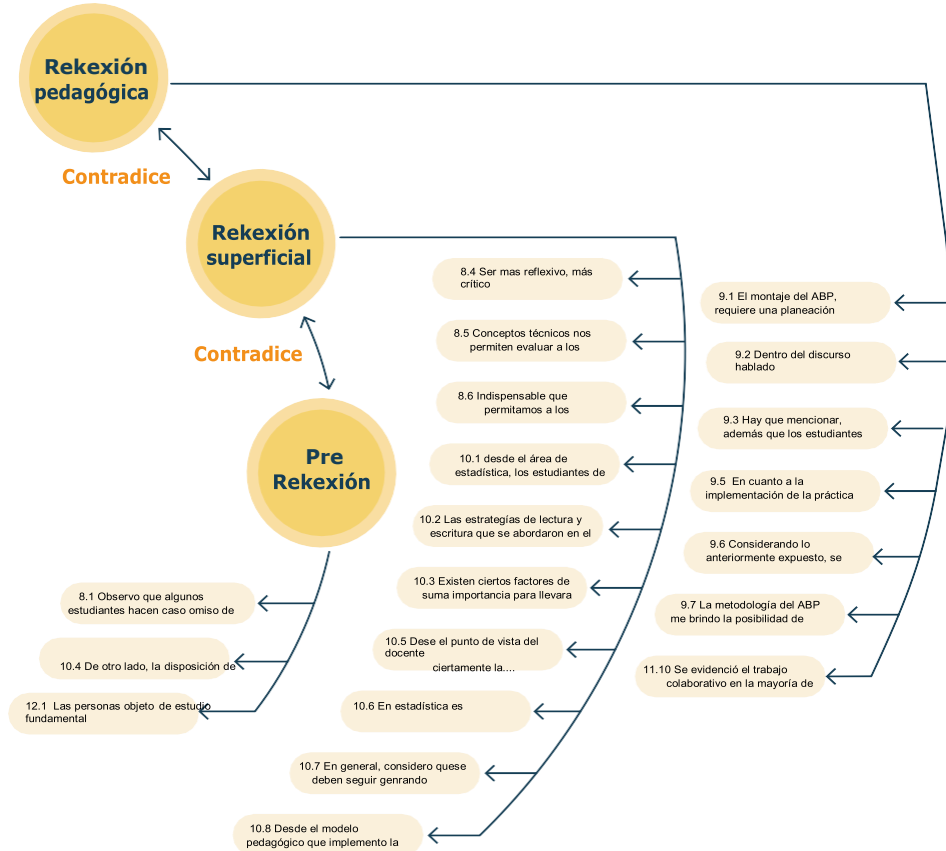 Rekexión
pedagógica
Contradice
Rekexión
superficial
Contradice
Pre
Rekexión
8.1 Observo que algunos
estudiantes hacen caso omiso de
10.4 De otro lado, la disposición de
12.1 Las personas objeto de estudio
fundamental
8.4 Ser mas reflexivo, más
crítico
8.5 Conceptos técnicos nos
permiten evaluar a los
8.6 Indispensable que
permitamos a los
10.1 desde el área de
estadística, los estudiantes de
10.2 Las estrategías de lectura y
escritura que se abordaron en el
10.3 Existen ciertos factores de
suma importancia para llevara
10.5 Dese el punto de vista del
docente
ciertamente la....
10.6 En estadística es
10.7 En general, considero quese
deben seguir genrando
10.8 Desde el modelo
pedagógico que implemento la
9.1 El montaje del ABP,
requiere una planeación
9.2 Dentro del discurso
hablado
9.3 Hay que mencionar,
además que los estudiantes
9.5 En cuanto a la
implementación de la práctica
9.6 Considerando lo
anteriormente expuesto, se
9.7 La metodología del ABP
me brindo la posibilidad de
11.10 Se evidenció el trabajo
colaborativo en la mayoría de